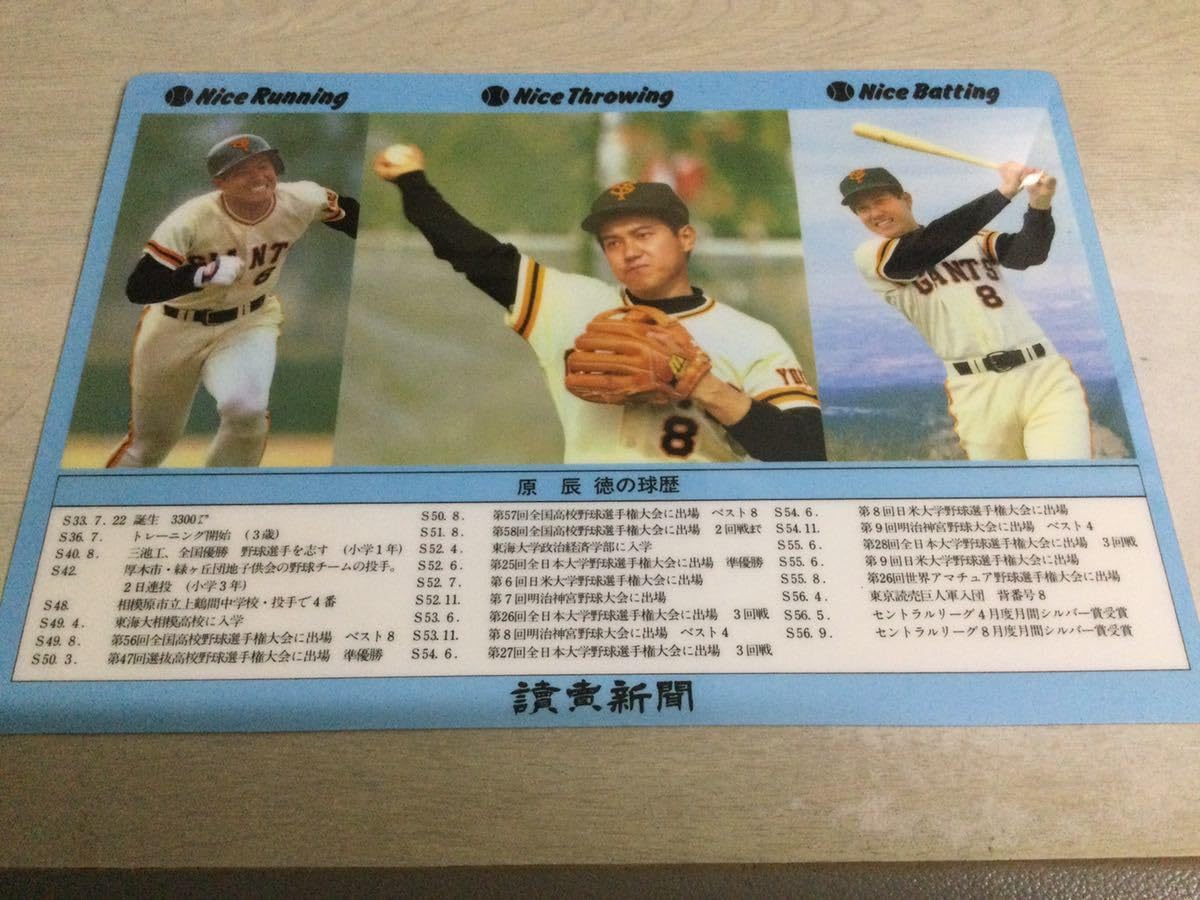 Nice Running
Nice Throwing
Nice Batting
GIANTS
8
YG
8
GIANTS
8
原 辰 徳の球歴
S33. 7. 22 誕生 3300㌘
S36. 7. トレーニング開始 (3歳)
S40. 8. 三池工、全国優勝 野球選手を志す (小学1年)
S42. 厚木市・緑ヶ丘団地子供会の野球チームの投手。
2日連投 (小学3年)
S48. 相模原市立上鶴間中学校・投手で4番
S49. 4. 東海大相模高校に入学
S49. 8. 第56回全国高校野球選手権大会に出場 ベスト8
S50. 3. 第47回選抜高校野球選手権大会に出場 準優勝
S50. 8. 第57回全国高校野球選手権大会に出場 ベスト8
S51. 8. 第58回全国高校野球選手権大会に出場 2回戦まで
S52. 4. 東海大学政治経済学部に入学
S52. 6. 第25回全日本大学野球選手権大会に出場 準優勝
S52. 7. 第6回日米大学野球選手権大会に出場
S52. 11. 第7回明治神宮野球大会に出場
S53. 6. 第26回全日本大学野球選手権大会に出場 3回戦
S53. 11. 第8回明治神宮野球大会に出場 ベスト4
S54. 6. 第27回全日本大学野球選手権大会に出場 3回戦
S54. 6. 第8回日米大学野球選手権大会に出場
S54. 11. 第9回明治神宮野球大会に出場 ベスト4
S55. 6. 第28回全日本大学野球選手権大会に出場 3回戦
S55. 6. 第9回日米大学野球選手権大会に出場
S55. 8. 第26回世界アマチュア野球選手権大会に出場
S56. 4. 東京読売巨人軍入団 背番号8
S56. 5. セントラルリーグ4月度月間シルバー賞受賞
S56. 9. セントラルリーグ8月度月間シルバー賞受賞
讀賣新聞